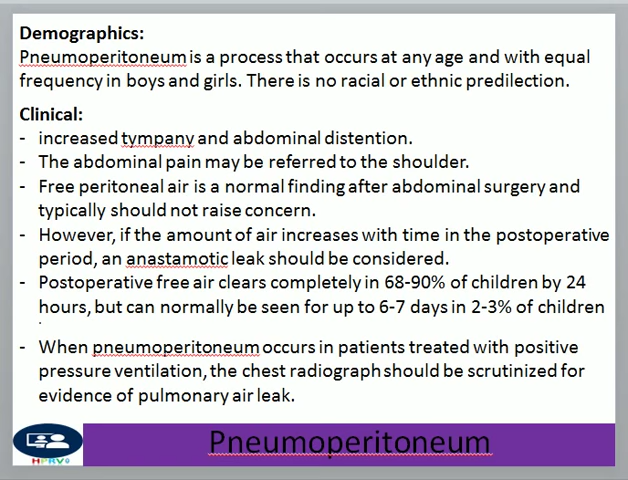 Demographics:
Pneumoperitoneum is a process that occurs at any age and with equal
frequency in boys and girls. There is no racial or ethnic predilection.
Clinical:
- increased tympany and abdominal distention.
- The abdominal pain may be referred to the shoulder.
- Free peritoneal air is a normal finding after abdominal surgery and
typically should not raise concern.
- However, if the amount of air increases with time in the postoperative
period, an anastamotic leak should be considered.
- Postoperative free air clears completely in 68-90% of children by 24
hours, but can normally be seen for up to 6-7 days in 2-3% of children
.
- When pneumoperitoneum occurs in patients treated with positive
pressure ventilation, the chest radiograph should be scrutinized for
evidence of pulmonary air leak.
Pneumoperitoneum